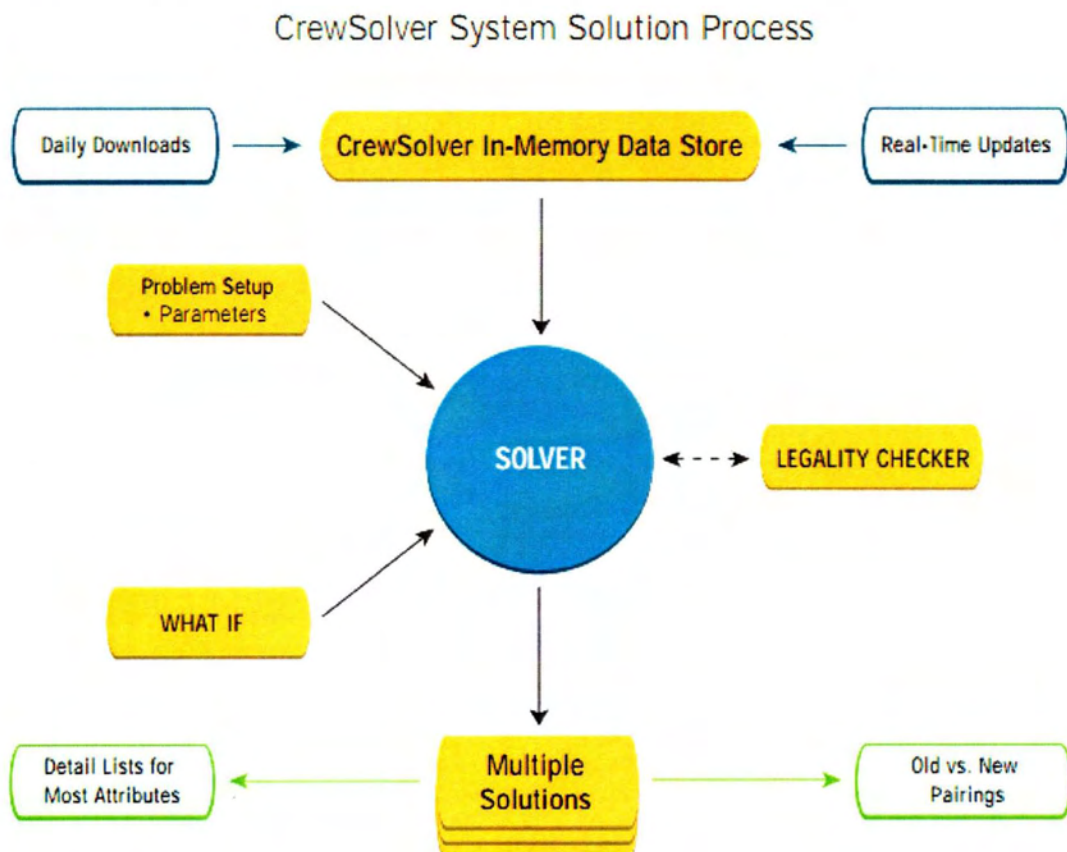 CrewSolver System Solution Process
Daily Downloads
CrewSolver In-Memory Data Store
Real-Time Updates
Problem Setup
• Parameters
SOLVER
LEGALITY CHECKER
WHAT IF
Multiple
Solutions
Detail Lists for
Most Attributes
Old vs. New
Pairings